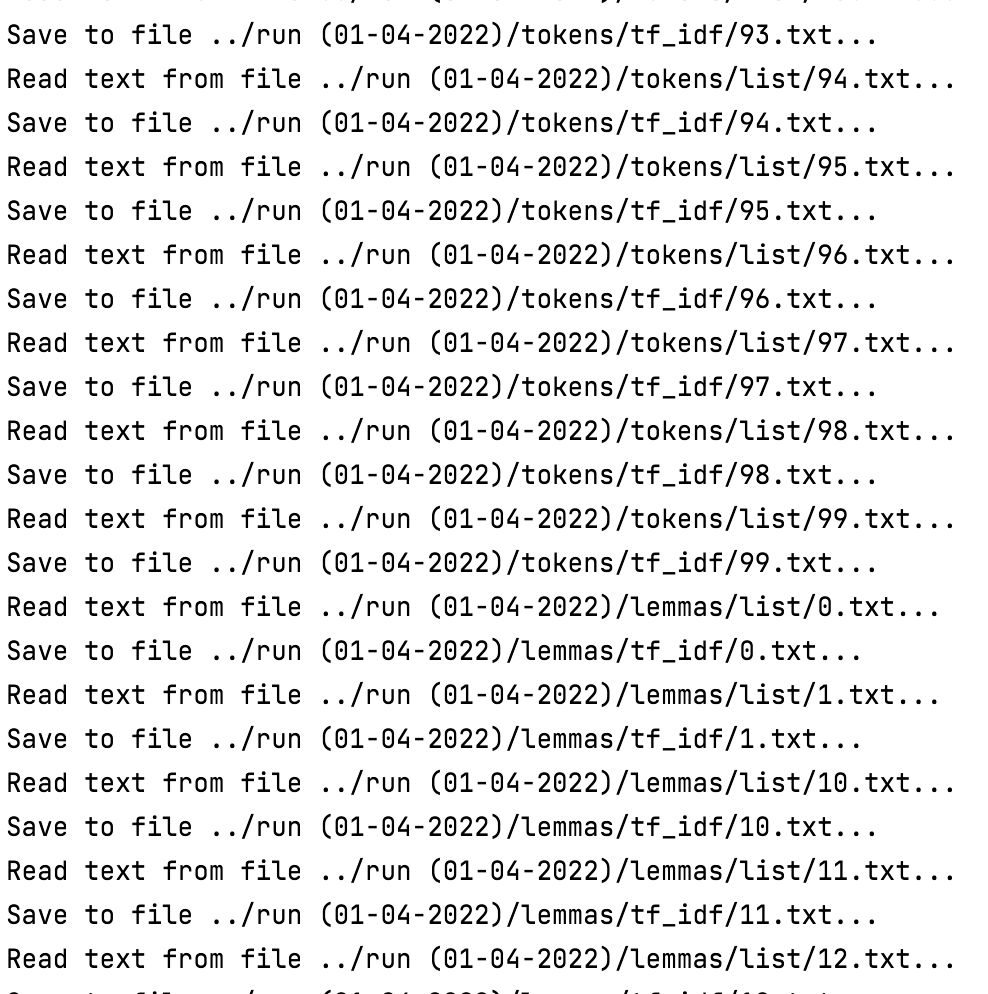 Save to file ../run (01-04-2022)/tokens/tf_idf/93.txt...
Read text from file ../run (01-04-2022)/tokens/list/94.txt...
Save to file ../run (01-04-2022)/tokens/tf_idf/94.txt...
Read text from file ../run (01-04-2022)/tokens/list/95.txt...
Save to file ../run (01-04-2022)/tokens/tf_idf/95.txt...
Read text from file ../run (01-04-2022)/tokens/list/96.txt...
Save to file ../run (01-04-2022)/tokens/tf_idf/96.txt...
Read text from file ../run (01-04-2022)/tokens/list/97.txt...
Save to file ../run (01-04-2022)/tokens/tf_idf/97.txt...
Read text from file ../run (01-04-2022)/tokens/list/98.txt...
Save to file ../run (01-04-2022)/tokens/tf_idf/98.txt...
Read text from file ../run (01-04-2022)/tokens/list/99.txt...
Save to file ../run (01-04-2022)/tokens/tf_idf/99.txt...
Read text from file ../run (01-04-2022)/lemmas/list/0.txt...
Save to file ../run (01-04-2022)/lemmas/tf_idf/0.txt...
Read text from file ../run (01-04-2022)/lemmas/list/1.txt...
Save to file ../run (01-04-2022)/lemmas/tf_idf/1.txt...
Read text from file ../run (01-04-2022)/lemmas/list/10.txt...
Save to file ../run (01-04-2022)/lemmas/tf_idf/10.txt...
Read text from file ../run (01-04-2022)/lemmas/list/11.txt...
Save to file ../run (01-04-2022)/lemmas/tf_idf/11.txt...
Read text from file ../run (01-04-2022)/lemmas/list/12.txt...